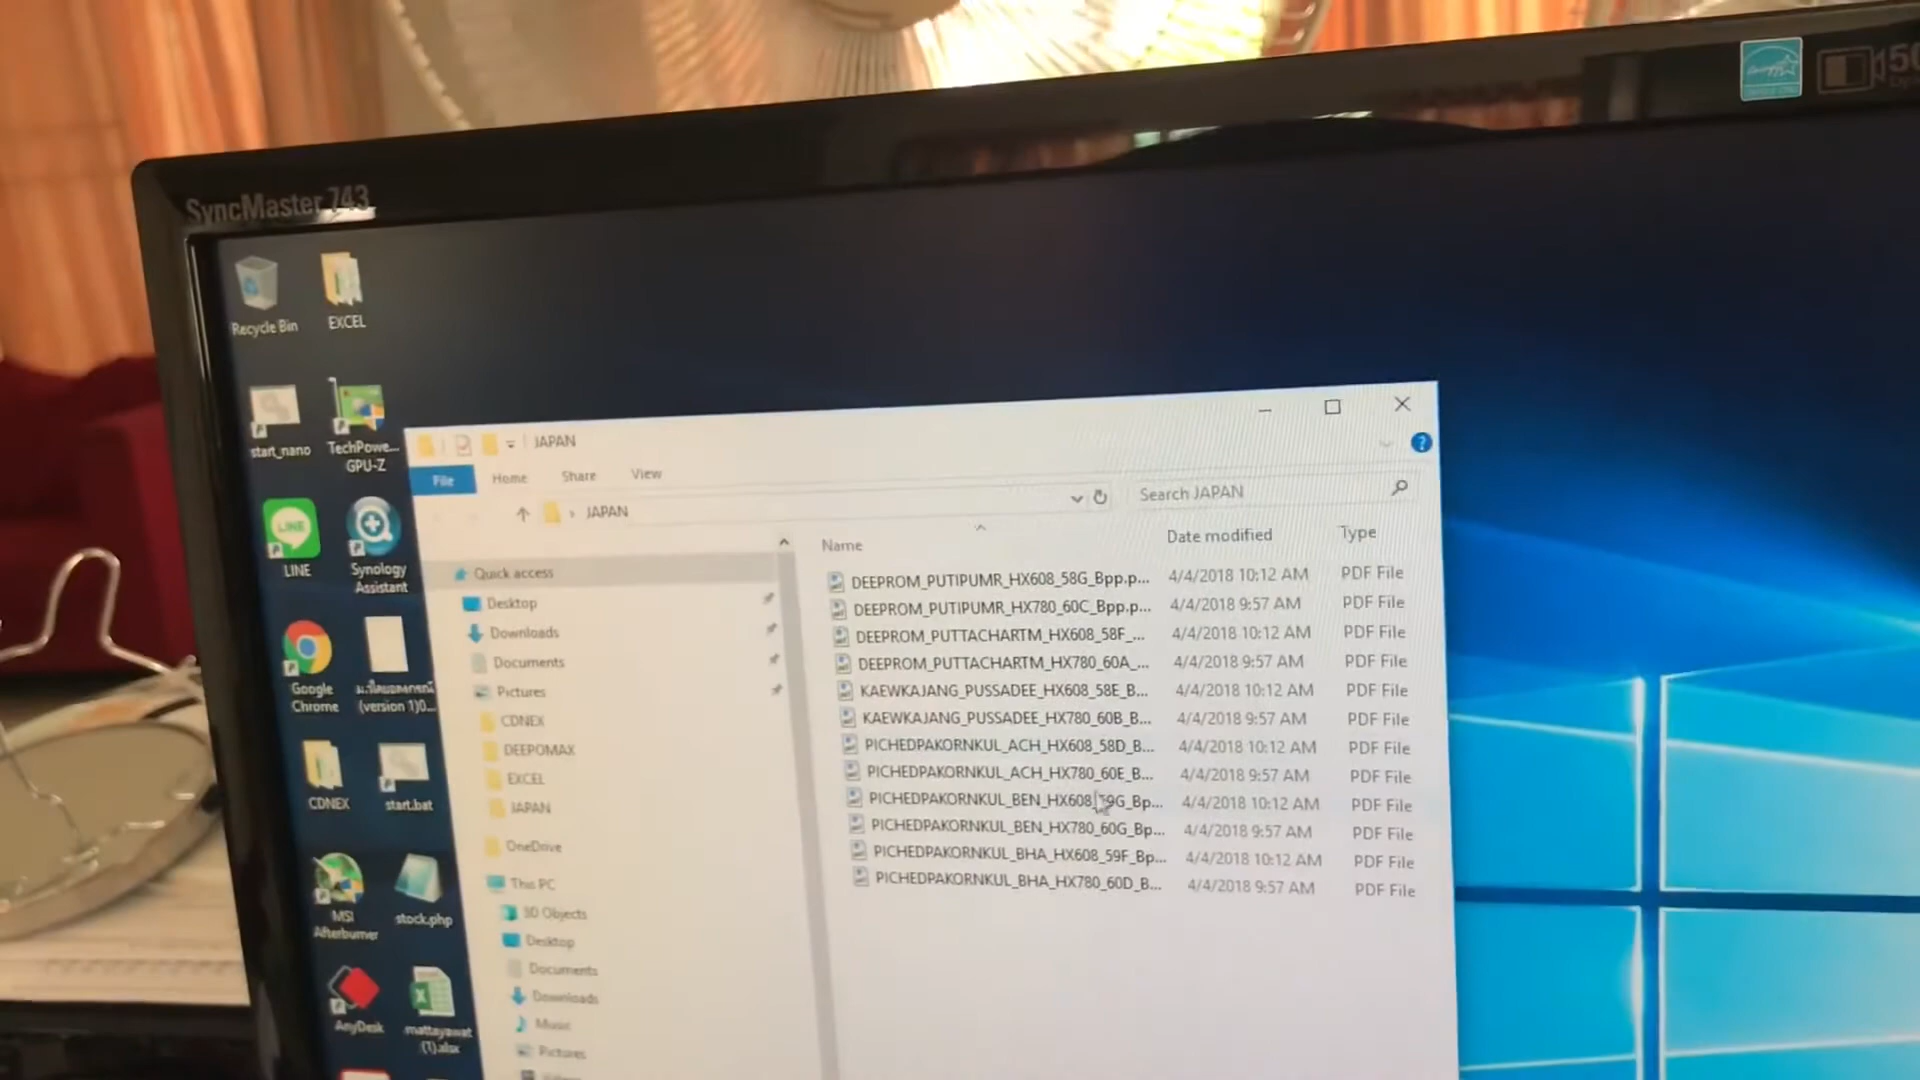 SyncMaster 743
Recycle Bin
EXCEL
start_nano
TechPowe...
GPU-Z
LINE
LINE
Synology
Assistant
Google
Chrome
(version 1)0...
CDNEX
start.bat
MSI
Afterburner
stock.php
AnyDesk
mattayawat
(1).xlsx
JAPAN
File
Home
Share
View
JAPAN
Search JAPAN
Name
Date modified
Type
Quick access
Desktop
Downloads
Documents
Pictures
CDNEX
DEEPOMAX
EXCEL
JAPAN
OneDrive
This PC
3D Objects
Desktop
Documents
Downloads
Music
Pictures
DEEPROM_PUTIPUMR_HX608_58G_Bpp.p... 4/4/2018 10:12 AM PDF File
DEEPROM_PUTIPUMR_HX780_60C_Bpp.p... 4/4/2018 9:57 AM PDF File
DEEPROM_PUTTACHARTM_HX608_58F_... 4/4/2018 10:12 AM PDF File
DEEPROM_PUTTACHARTM_HX780_60A_... 4/4/2018 9:57 AM PDF File
KAEWKAJANG_PUSSADEE_HX608_58E_B... 4/4/2018 10:12 AM PDF File
KAEWKAJANG_PUSSADEE_HX780_60B_B... 4/4/2018 9:57 AM PDF File
PICHEDPAKORNKUL_ACH_HX608_58D_B... 4/4/2018 10:12 AM PDF File
PICHEDPAKORNKUL_ACH_HX780_60E_B... 4/4/2018 9:57 AM PDF File
PICHEDPAKORNKUL_BEN_HX608_59G_Bp... 4/4/2018 10:12 AM PDF File
PICHEDPAKORNKUL_BEN_HX780_60G_Bp... 4/4/2018 9:57 AM PDF File
PICHEDPAKORNKUL_BHA_HX608_59F_Bp... 4/4/2018 10:12 AM PDF File
PICHEDPAKORNKUL_BHA_HX780_60D_B... 4/4/2018 9:57 AM PDF File